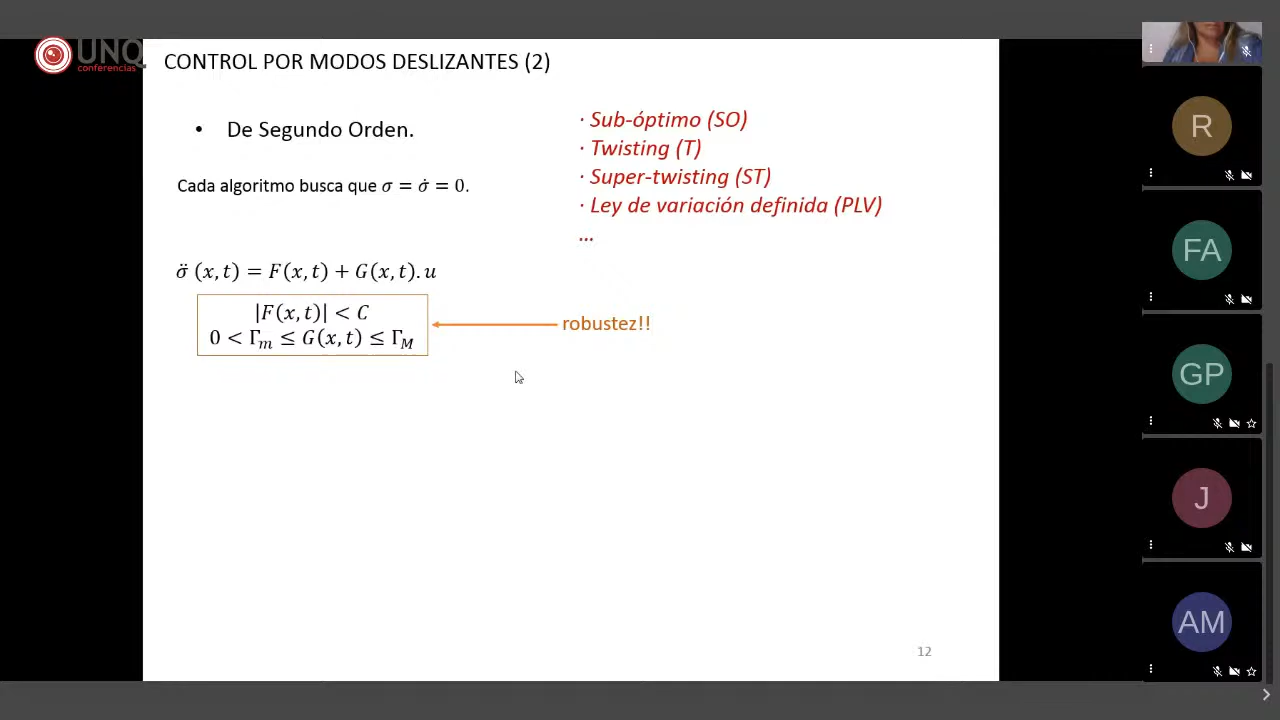 UNQ
conferencias
CONTROL POR MODOS DESLIZANTES (2)
• De Segundo Orden.
Cada algoritmo busca que σ = σ̇ = 0.
· Sub-óptimo (SO)
· Twisting (T)
· Super-twisting (ST)
· Ley de variación definida (PLV)
...
σ̈ (x, t) = F(x, t) + G(x, t). u
|F(x, t)| < C
0 < Γₘ ≤ G(x, t) ≤ Γ_M
robustez!!
12
R
FA
GP
J
AM